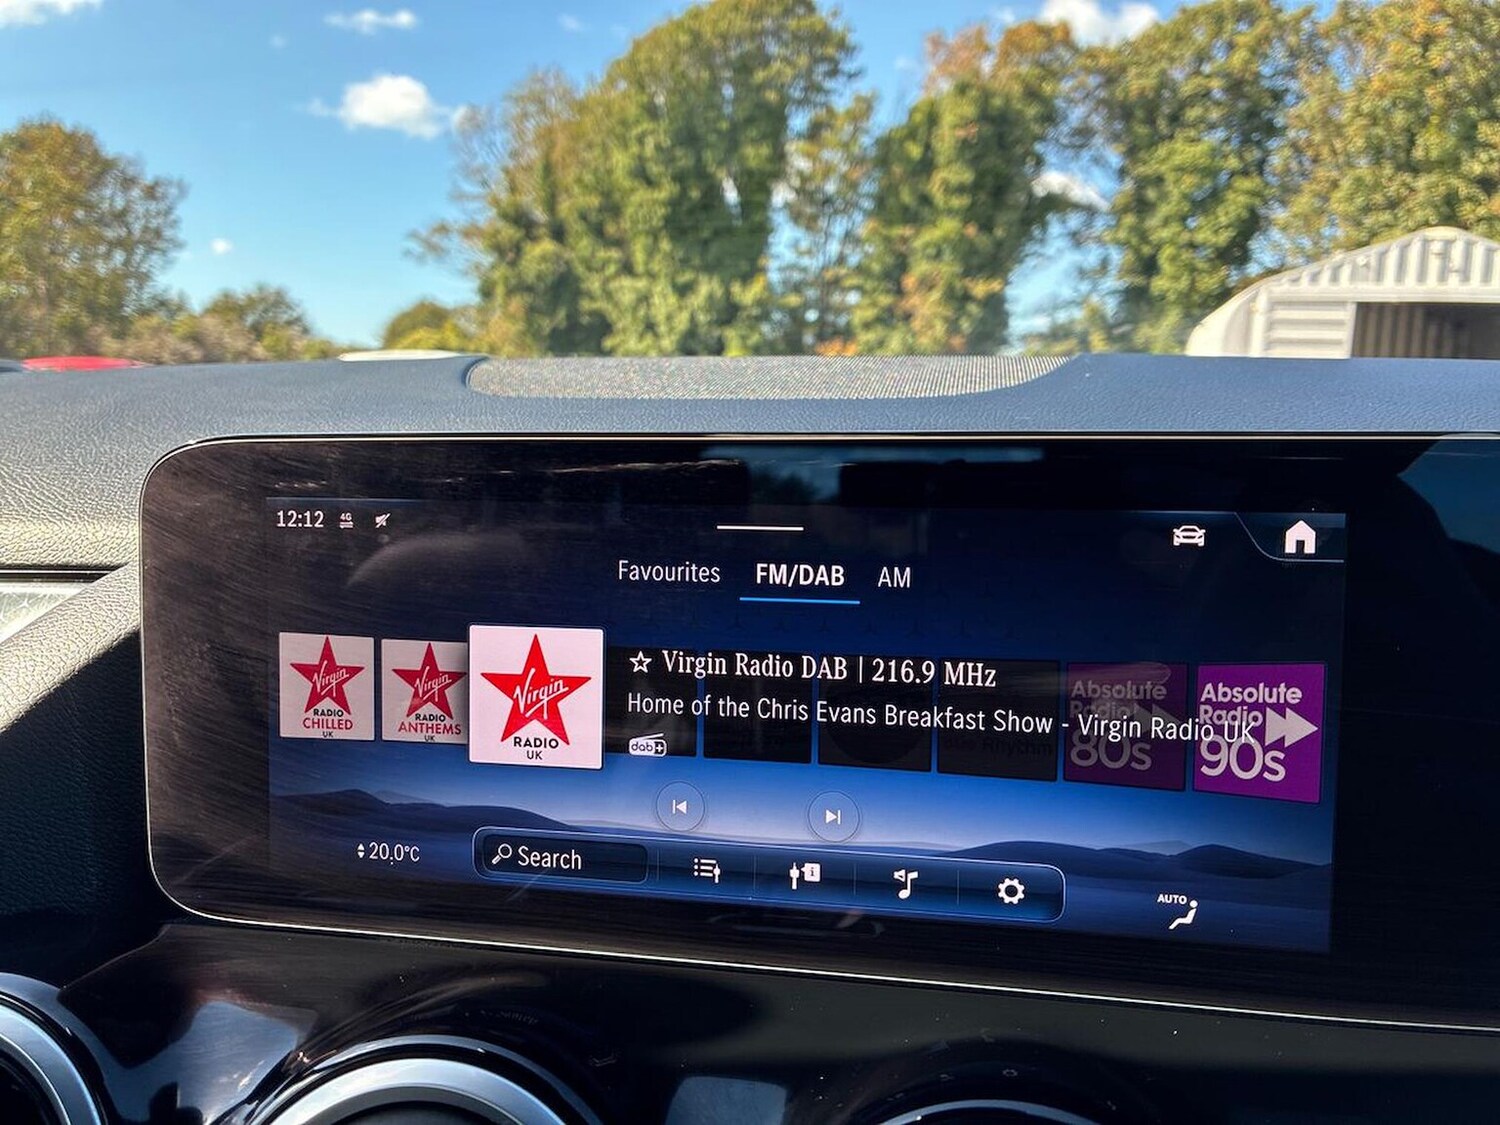 12:12 4G
Favourites FM/DAB AM
Virgin
RADIO
CHILLED
UK
Virgin
RADIO
ANTHEMS
UK
Virgin
RADIO
UK
Virgin Radio DAB | 216.9 MHz
Home of the Chris Evans Breakfast Show - Virgin Radio UK
dab+
Absolute
Radio
80s
Absolute
Radio
90s
20.0°C
Search
i
AUTO